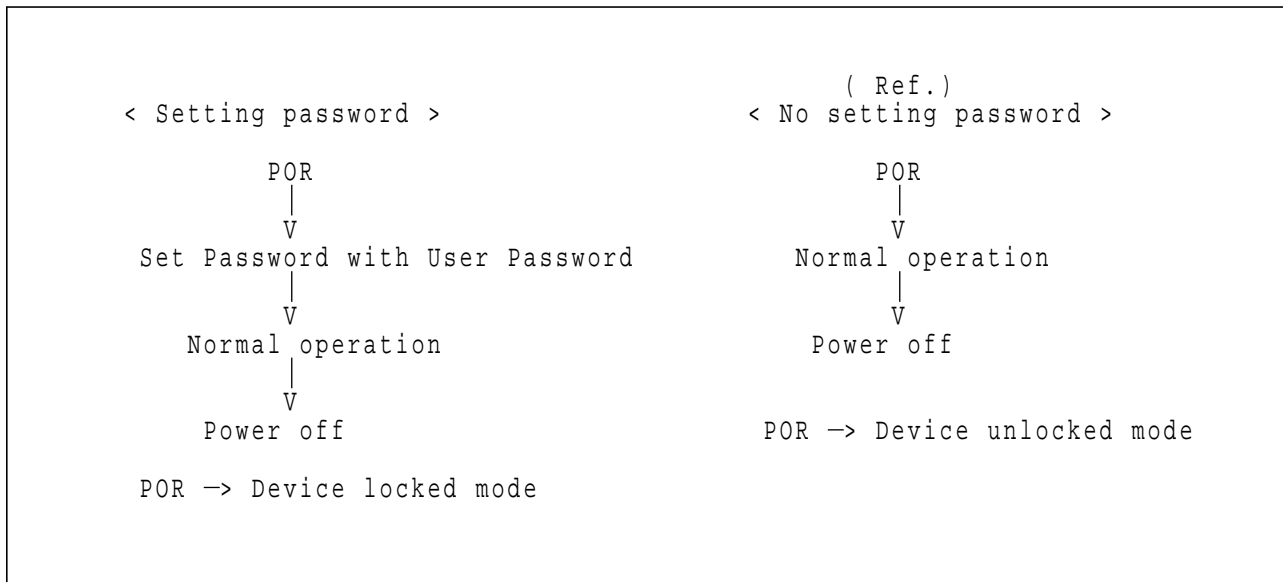 < Setting password >
POR
V
Set Password with User Password
V
Normal operation
V
Power off
POR —> Device locked mode
( Ref.)
< No setting password >
POR
V
Normal operation
V
Power off
POR —> Device unlocked mode